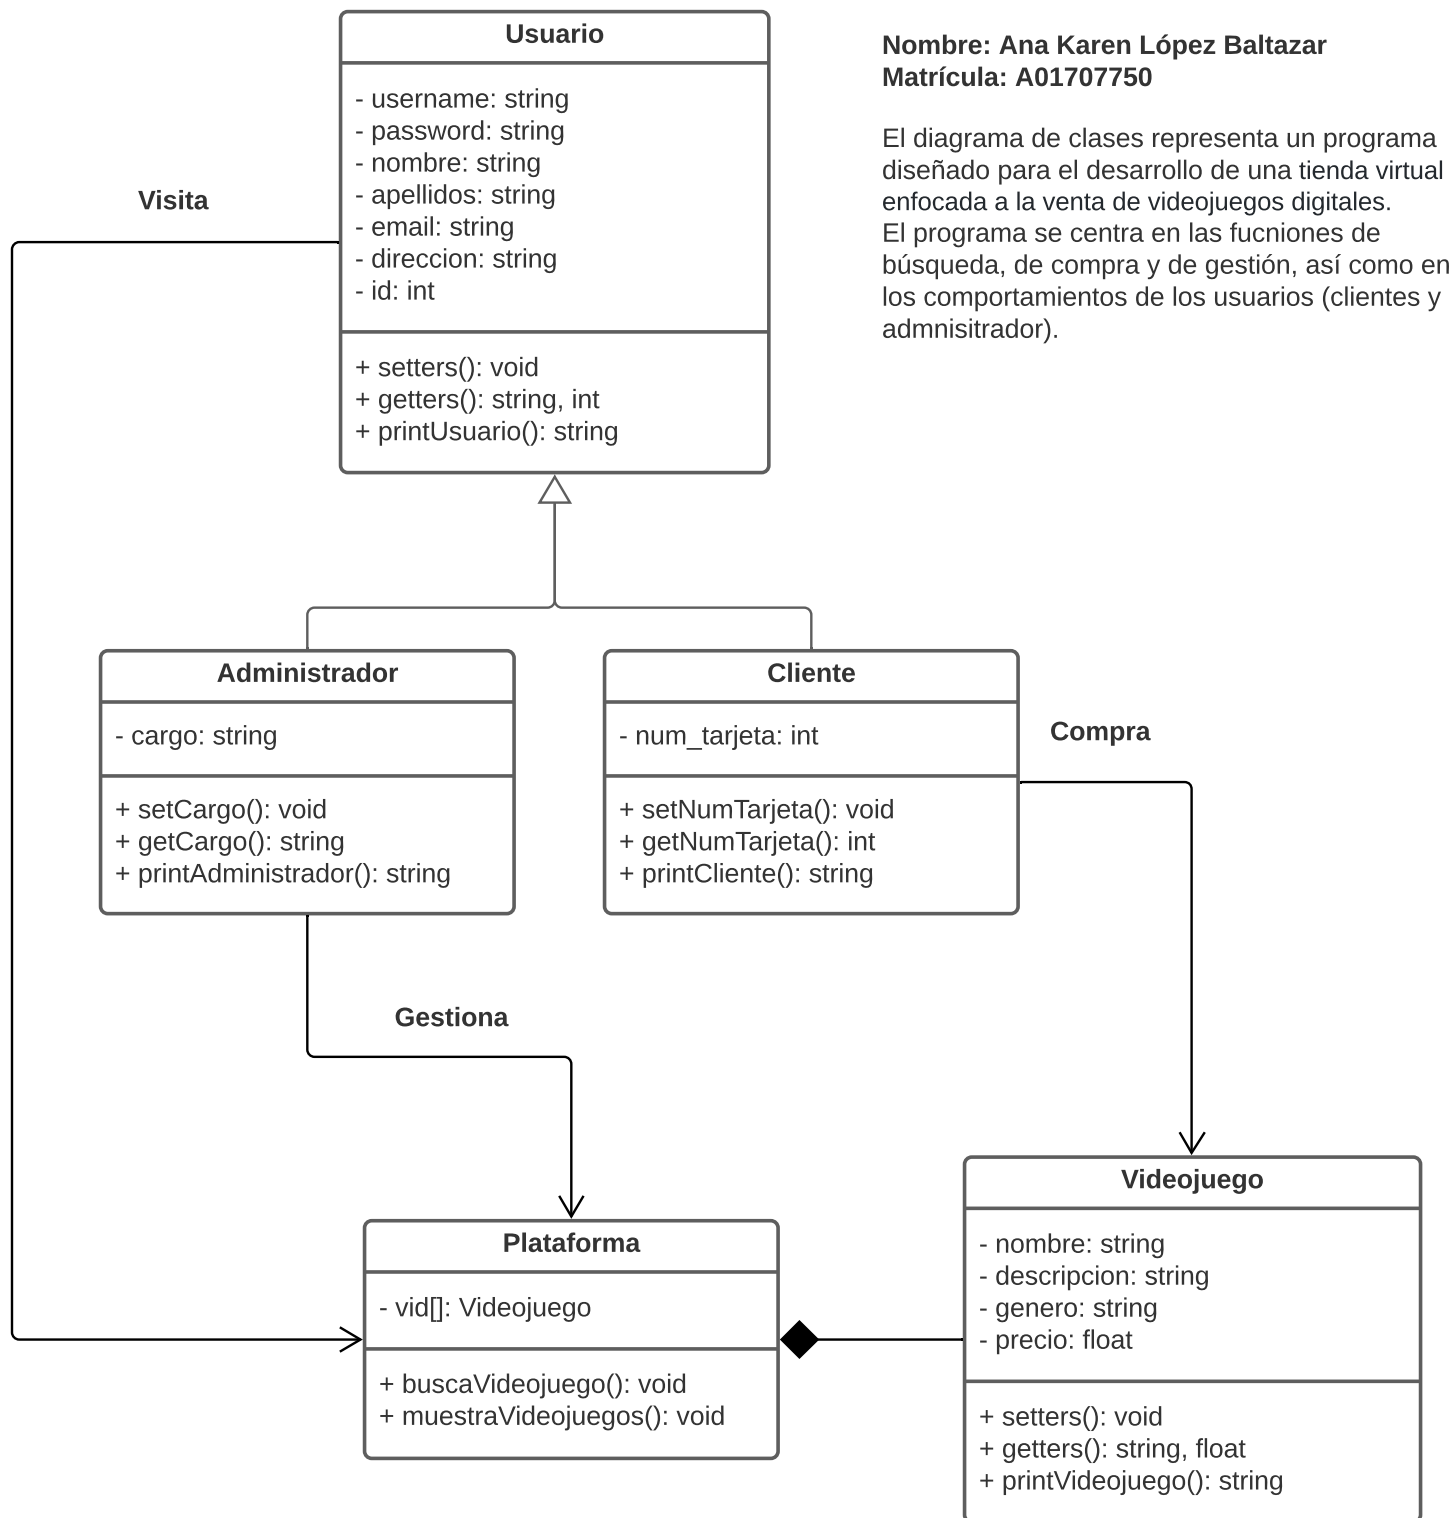 Usuario
- username: string
- password: string
- nombre: string
- apellidos: string
- email: string
- direccion: string
- id: int
+ setters(): void
+ getters(): string, int
+ printUsuario(): string
Nombre: Ana Karen López Baltazar
Matrícula: A01707750
El diagrama de clases representa un programa
diseñado para el desarrollo de una tienda virtual
enfocada a la venta de videojuegos digitales.
El programa se centra en las fucniones de
búsqueda, de compra y de gestión, así como en
los comportamientos de los usuarios (clientes y
admnisitrador).
Visita
Administrador
- cargo: string
+ setCargo(): void
+ getCargo(): string
+ printAdministrador(): string
Cliente
- num_tarjeta: int
+ setNumTarjeta(): void
+ getNumTarjeta(): int
+ printCliente(): string
Compra
Gestiona
Plataforma
- vid[]: Videojuego
+ buscaVideojuego(): void
+ muestraVideojuegos(): void
Videojuego
- nombre: string
- descripcion: string
- genero: string
- precio: float
+ setters(): void
+ getters(): string, float
+ printVideojuego(): string